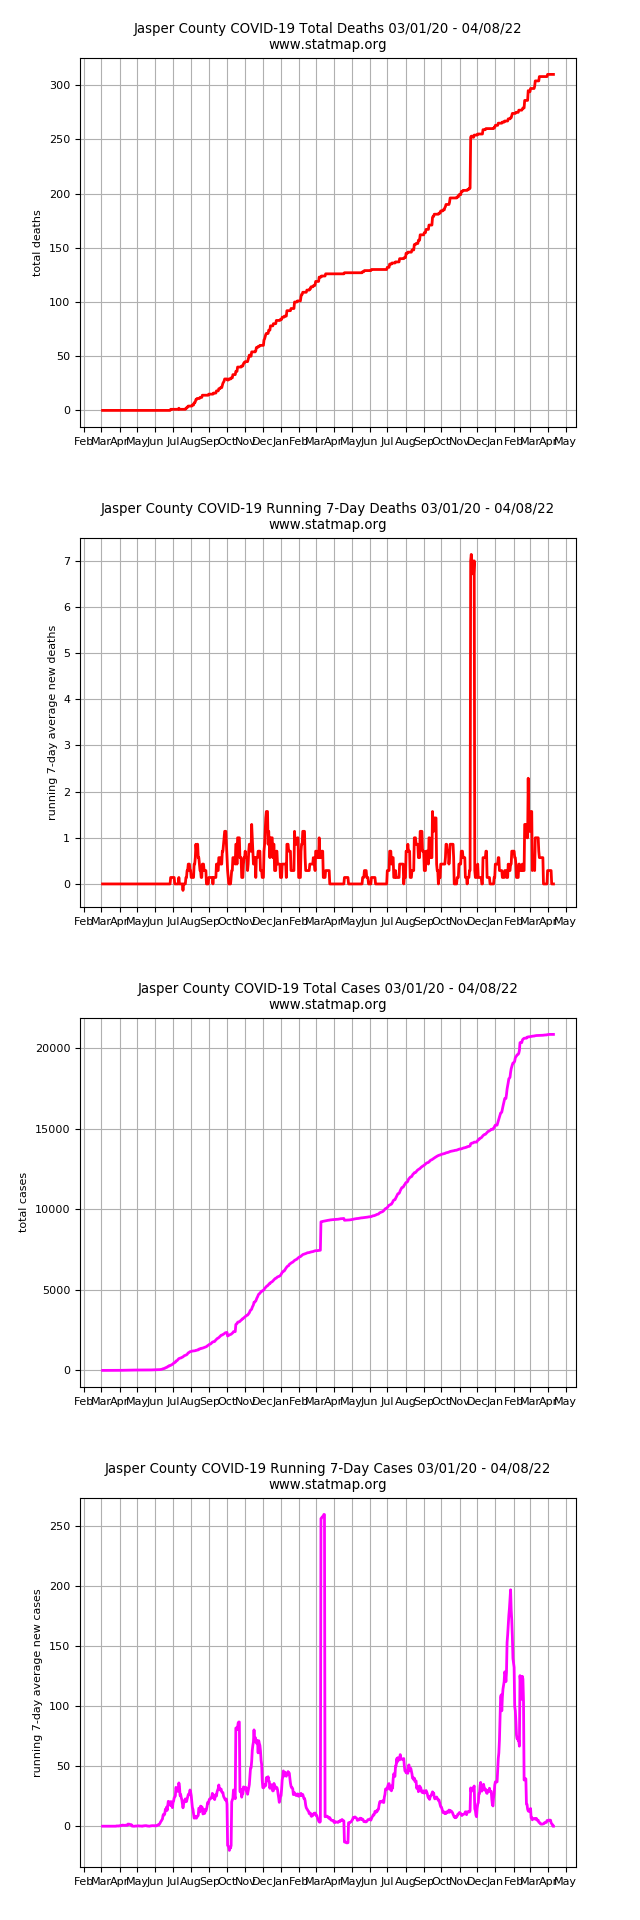 Jasper County COVID-19 Total Deaths 03/01/20 - 04/08/22
www.statmap.org
300
250
200
150
100
50
0
total deaths
Feb Mar Apr May Jun Jul Aug Sep Oct Nov Dec Jan Feb Mar Apr May Jun Jul Aug Sep Oct Nov Dec Jan Feb Mar Apr May
Jasper County COVID-19 Running 7-Day Deaths 03/01/20 - 04/08/22
www.statmap.org
7
6
5
4
3
2
1
0
running 7-day average new deaths
Feb Mar Apr May Jun Jul Aug Sep Oct Nov Dec Jan Feb Mar Apr May Jun Jul Aug Sep Oct Nov Dec Jan Feb Mar Apr May
Jasper County COVID-19 Total Cases 03/01/20 - 04/08/22
www.statmap.org
20000
15000
10000
5000
0
total cases
Feb Mar Apr May Jun Jul Aug Sep Oct Nov Dec Jan Feb Mar Apr May Jun Jul Aug Sep Oct Nov Dec Jan Feb Mar Apr May
Jasper County COVID-19 Running 7-Day Cases 03/01/20 - 04/08/22
www.statmap.org
250
200
150
100
50
0
running 7-day average new cases
Feb Mar Apr May Jun Jul Aug Sep Oct Nov Dec Jan Feb Mar Apr May Jun Jul Aug Sep Oct Nov Dec Jan Feb Mar Apr May